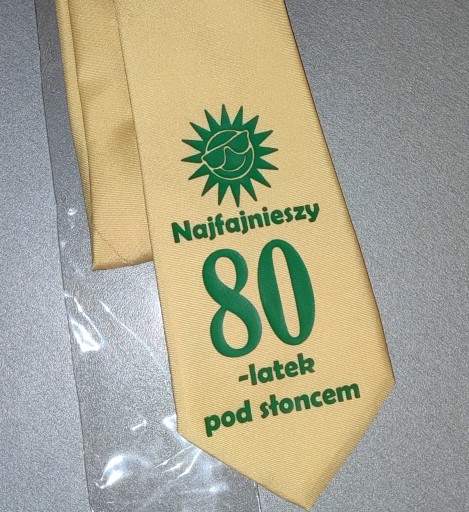 Najfajnieszy
80
-latek
pod słoncem